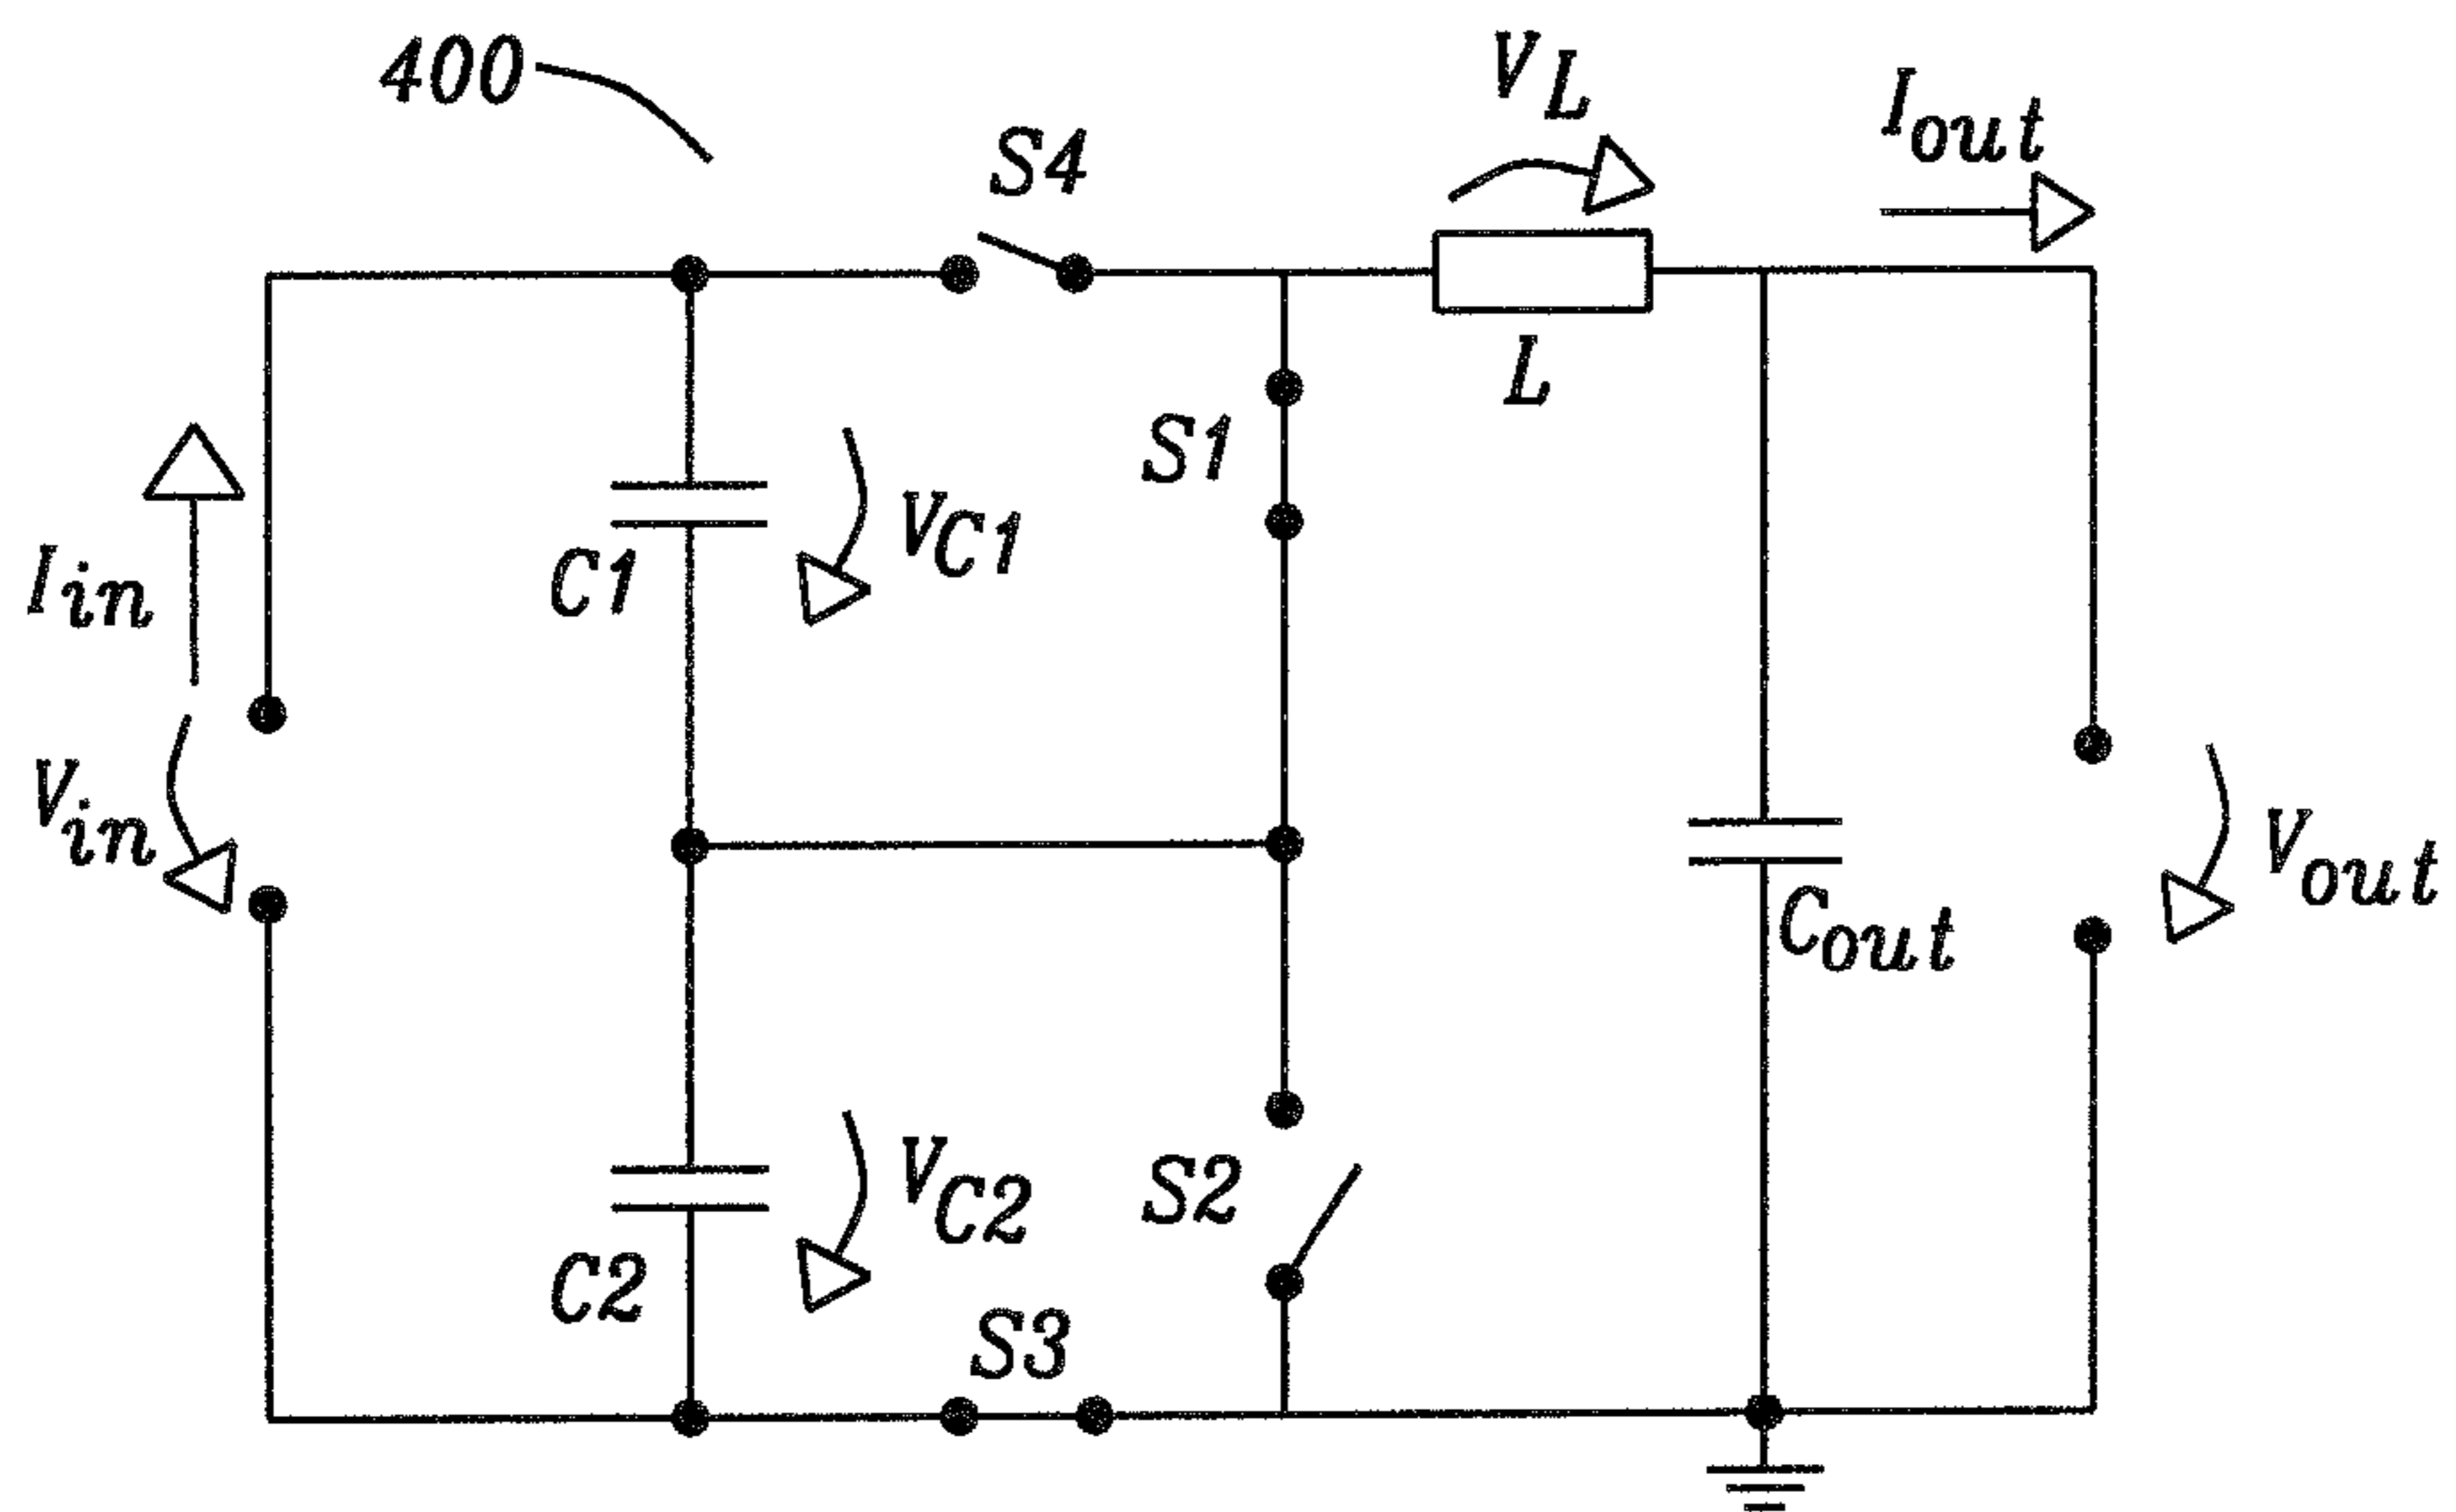 400
V_L
I_out
S4
L
S1
V_C1
C1
I_in
V_in
V_out
C_out
V_C2
S2
C2
S3